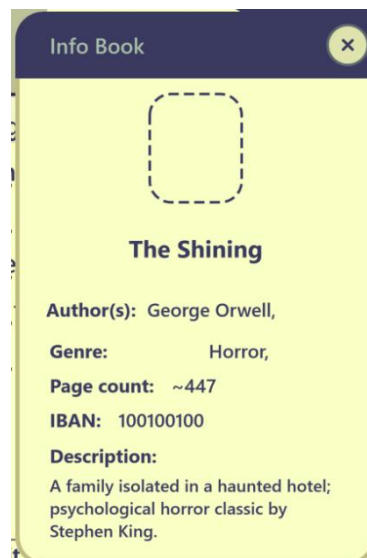 Info Book
The Shining
Author(s): George Orwell,
Genre: Horror,
Page count: ~447
IBAN: 100100100
Description:
A family isolated in a haunted hotel;
psychological horror classic by
Stephen King.